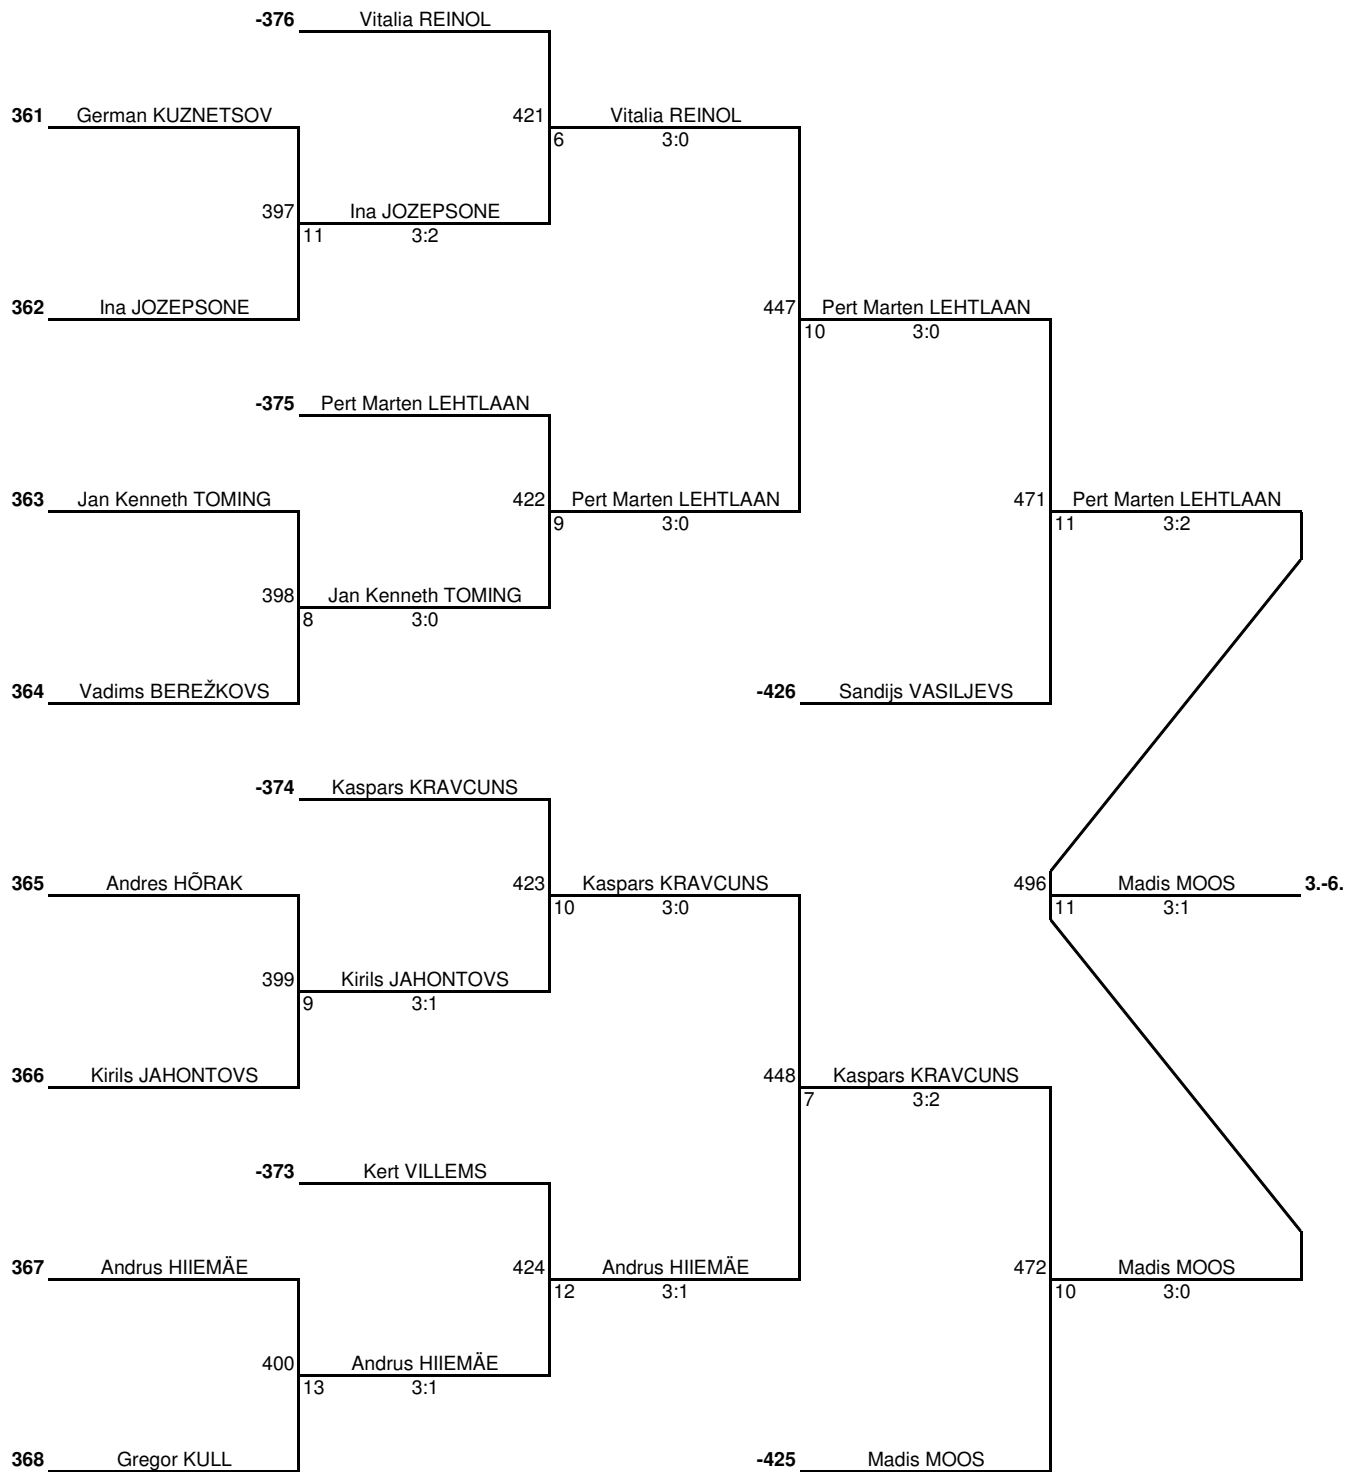 -376 Vitalia REINOL
361 German KUZNETSOV 421 Vitalia REINOL
6 3:0
397 Ina JOZEPSONE
11 3:2
362 Ina JOZEPSONE 447 Pert Marten LEHTLAAN
10 3:0
-375 Pert Marten LEHTLAAN
363 Jan Kenneth TOMING 422 Pert Marten LEHTLAAN 471 Pert Marten LEHTLAAN
9 3:0 11 3:2
398 Jan Kenneth TOMING
8 3:0
364 Vadims BEREŽKOVS -426 Sandijs VASILJEVS
-374 Kaspars KRAVCUNS
365 Andres HÕRAK 423 Kaspars KRAVCUNS 496 Madis MOOS 3.-6.
10 3:0 11 3:1
399 Kirils JAHONTOVS
9 3:1
366 Kirils JAHONTOVS 448 Kaspars KRAVCUNS
7 3:2
-373 Kert VILLEMS
367 Andrus HIIEMÄE 424 Andrus HIIEMÄE 472 Madis MOOS
12 3:1 10 3:0
400 Andrus HIIEMÄE
13 3:1
368 Gregor KULL -425 Madis MOOS